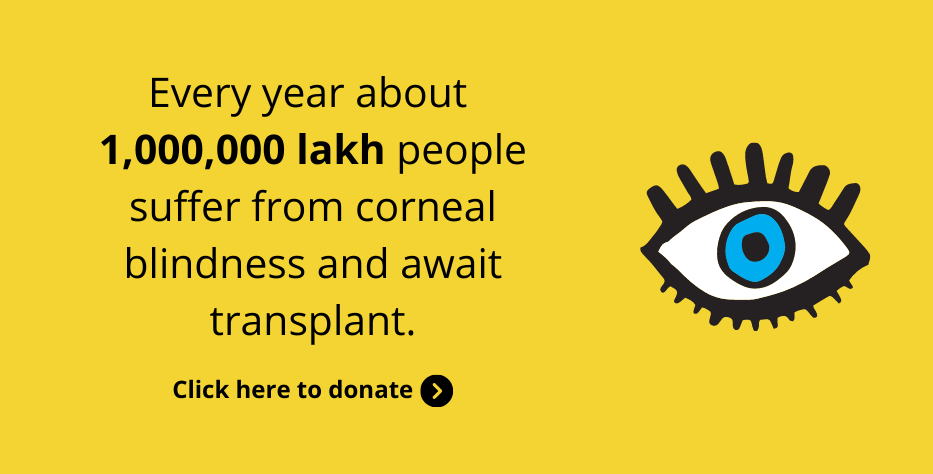 Every year about
1,000,000 lakh people
suffer from corneal
blindness and await
transplant.
Click here to donate